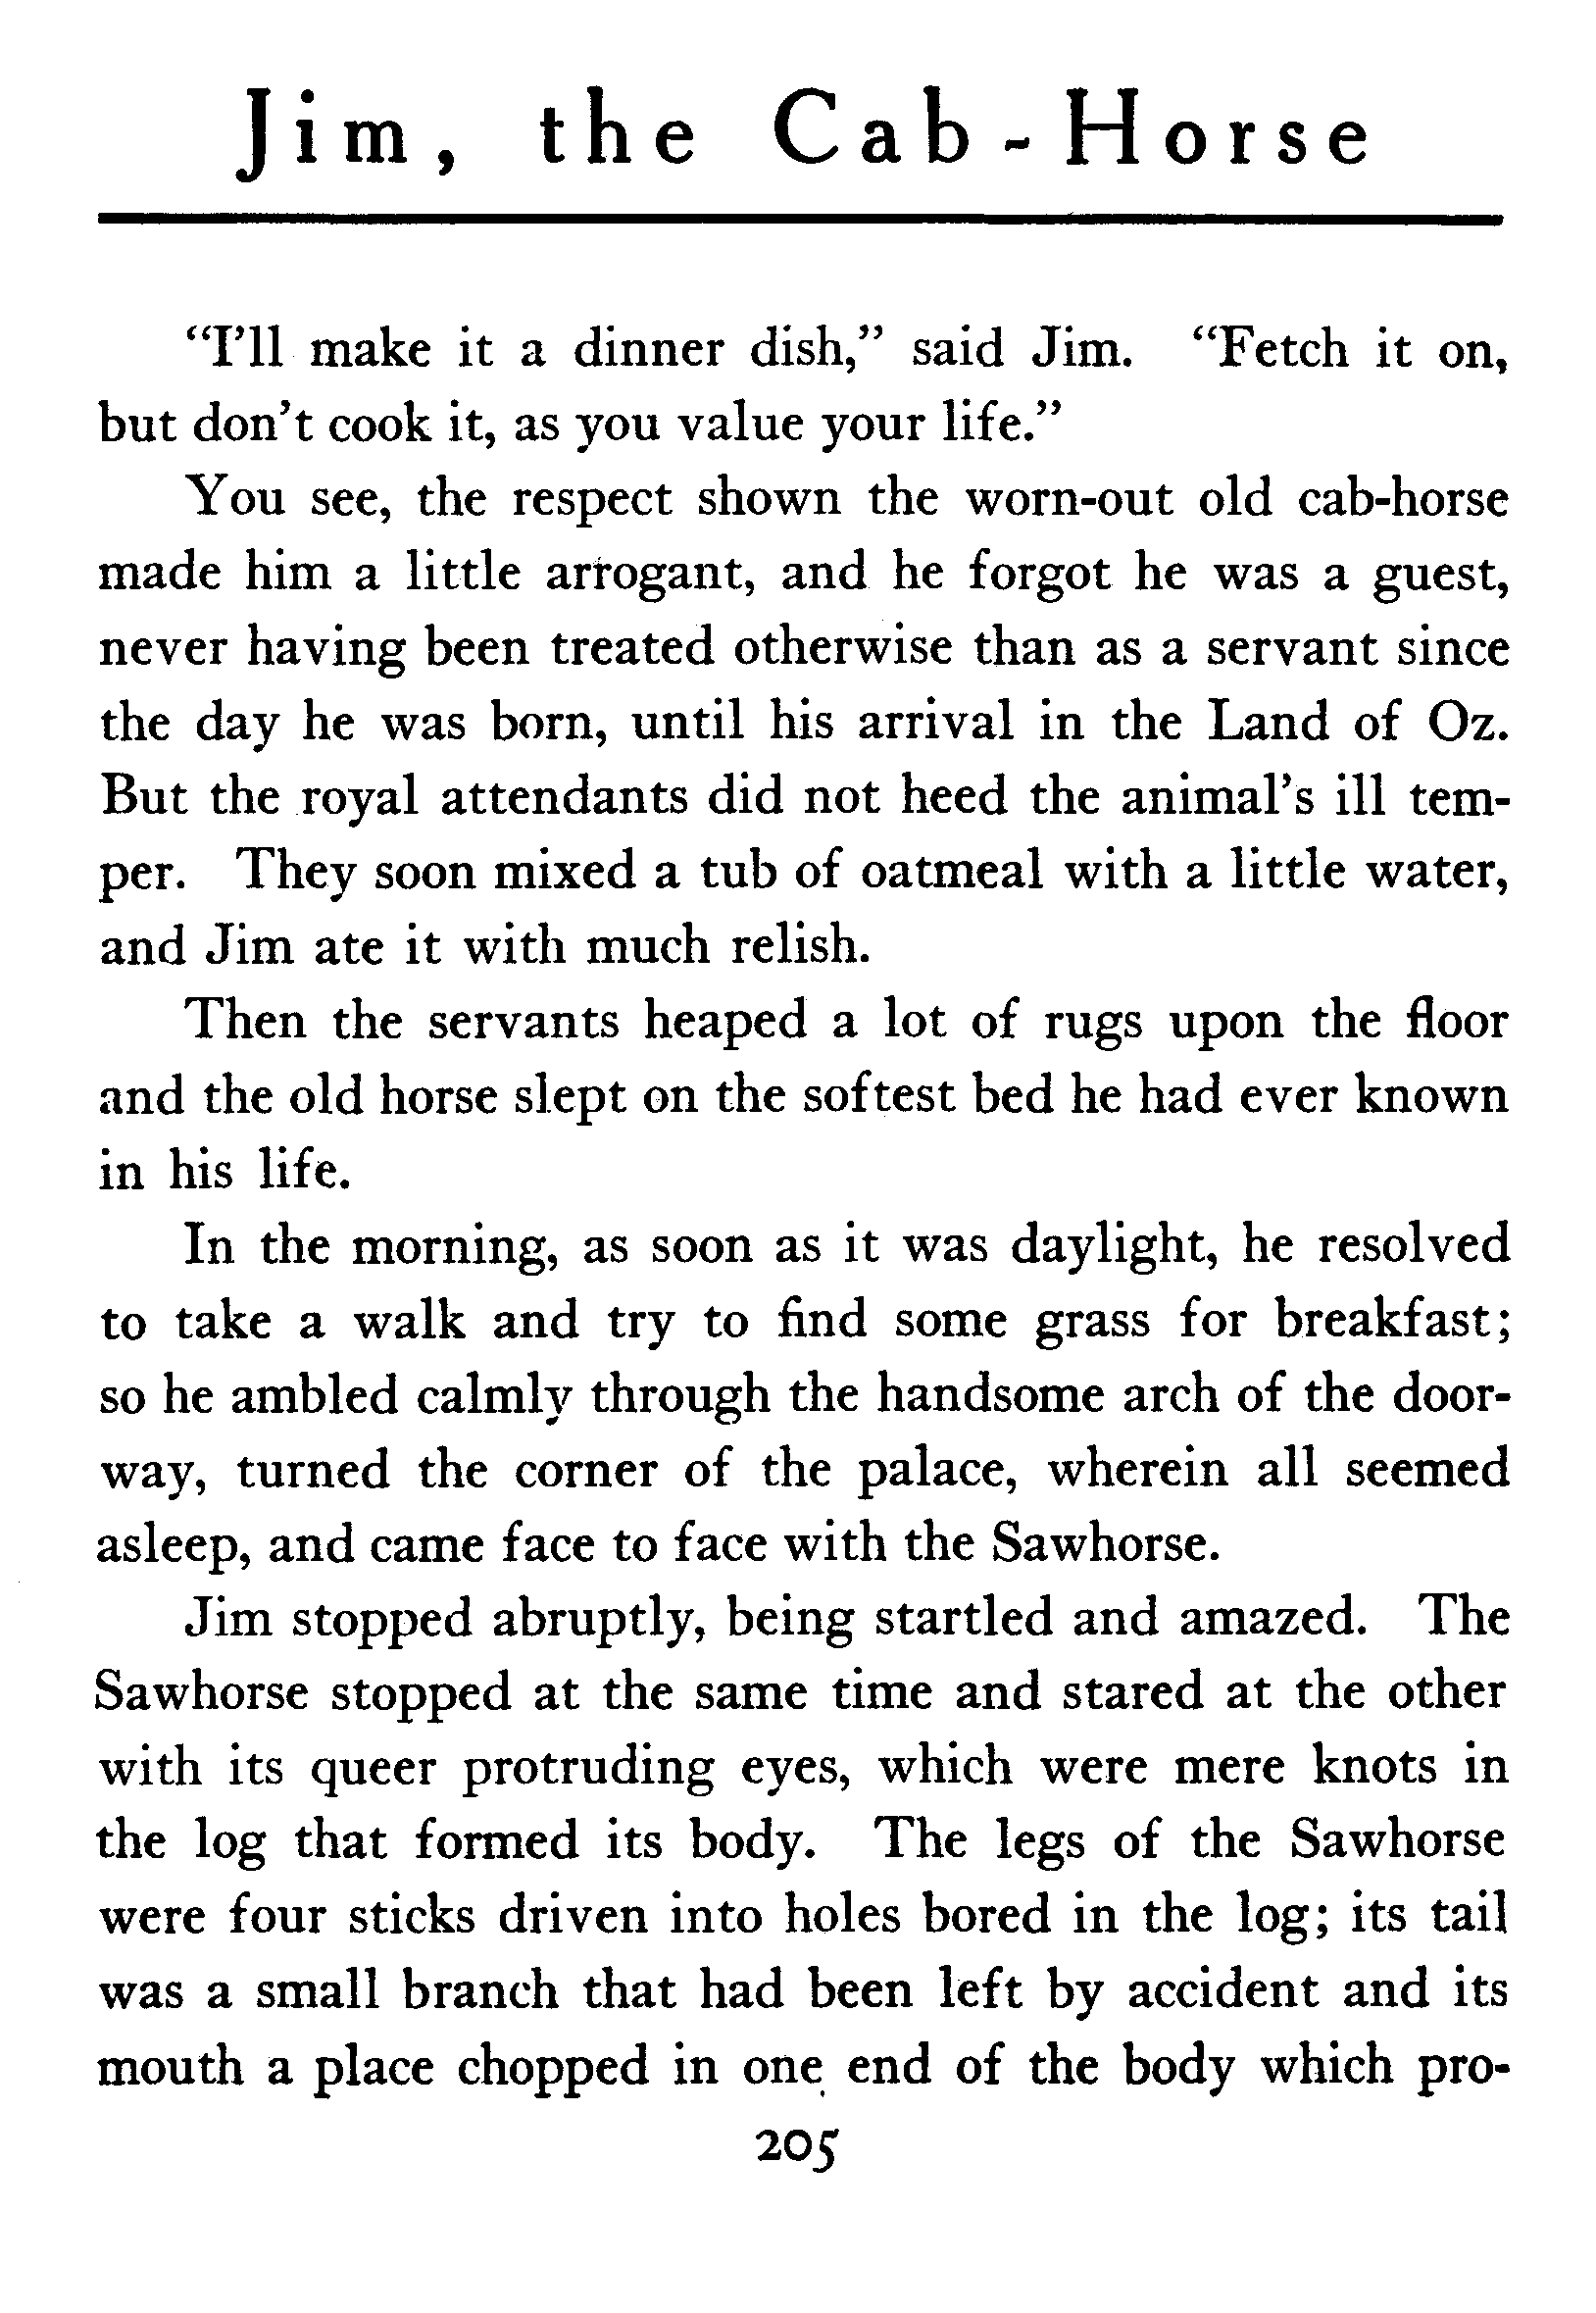 Jim, the Cab-Horse
“I’ll make it a dinner dish,” said Jim. “Fetch it on,
but don’t cook it, as you value your life.”
You see, the respect shown the worn-out old cab-horse
made him a little arrogant, and he forgot he was a guest,
never having been treated otherwise than as a servant since
the day he was born, until his arrival in the Land of Oz.
But the royal attendants did not heed the animal’s ill tem-
per. They soon mixed a tub of oatmeal with a little water,
and Jim ate it with much relish.
Then the servants heaped a lot of rugs upon the floor
and the old horse slept on the softest bed he had ever known
in his life.
In the morning, as soon as it was daylight, he resolved
to take a walk and try to find some grass for breakfast;
so he ambled calmly through the handsome arch of the door-
way, turned the corner of the palace, wherein all seemed
asleep, and came face to face with the Sawhorse.
Jim stopped abruptly, being startled and amazed. The
Sawhorse stopped at the same time and stared at the other
with its queer protruding eyes, which were mere knots in
the log that formed its body. The legs of the Sawhorse
were four sticks driven into holes bored in the log; its tail
was a small branch that had been left by accident and its
mouth a place chopped in one end of the body which pro-
205